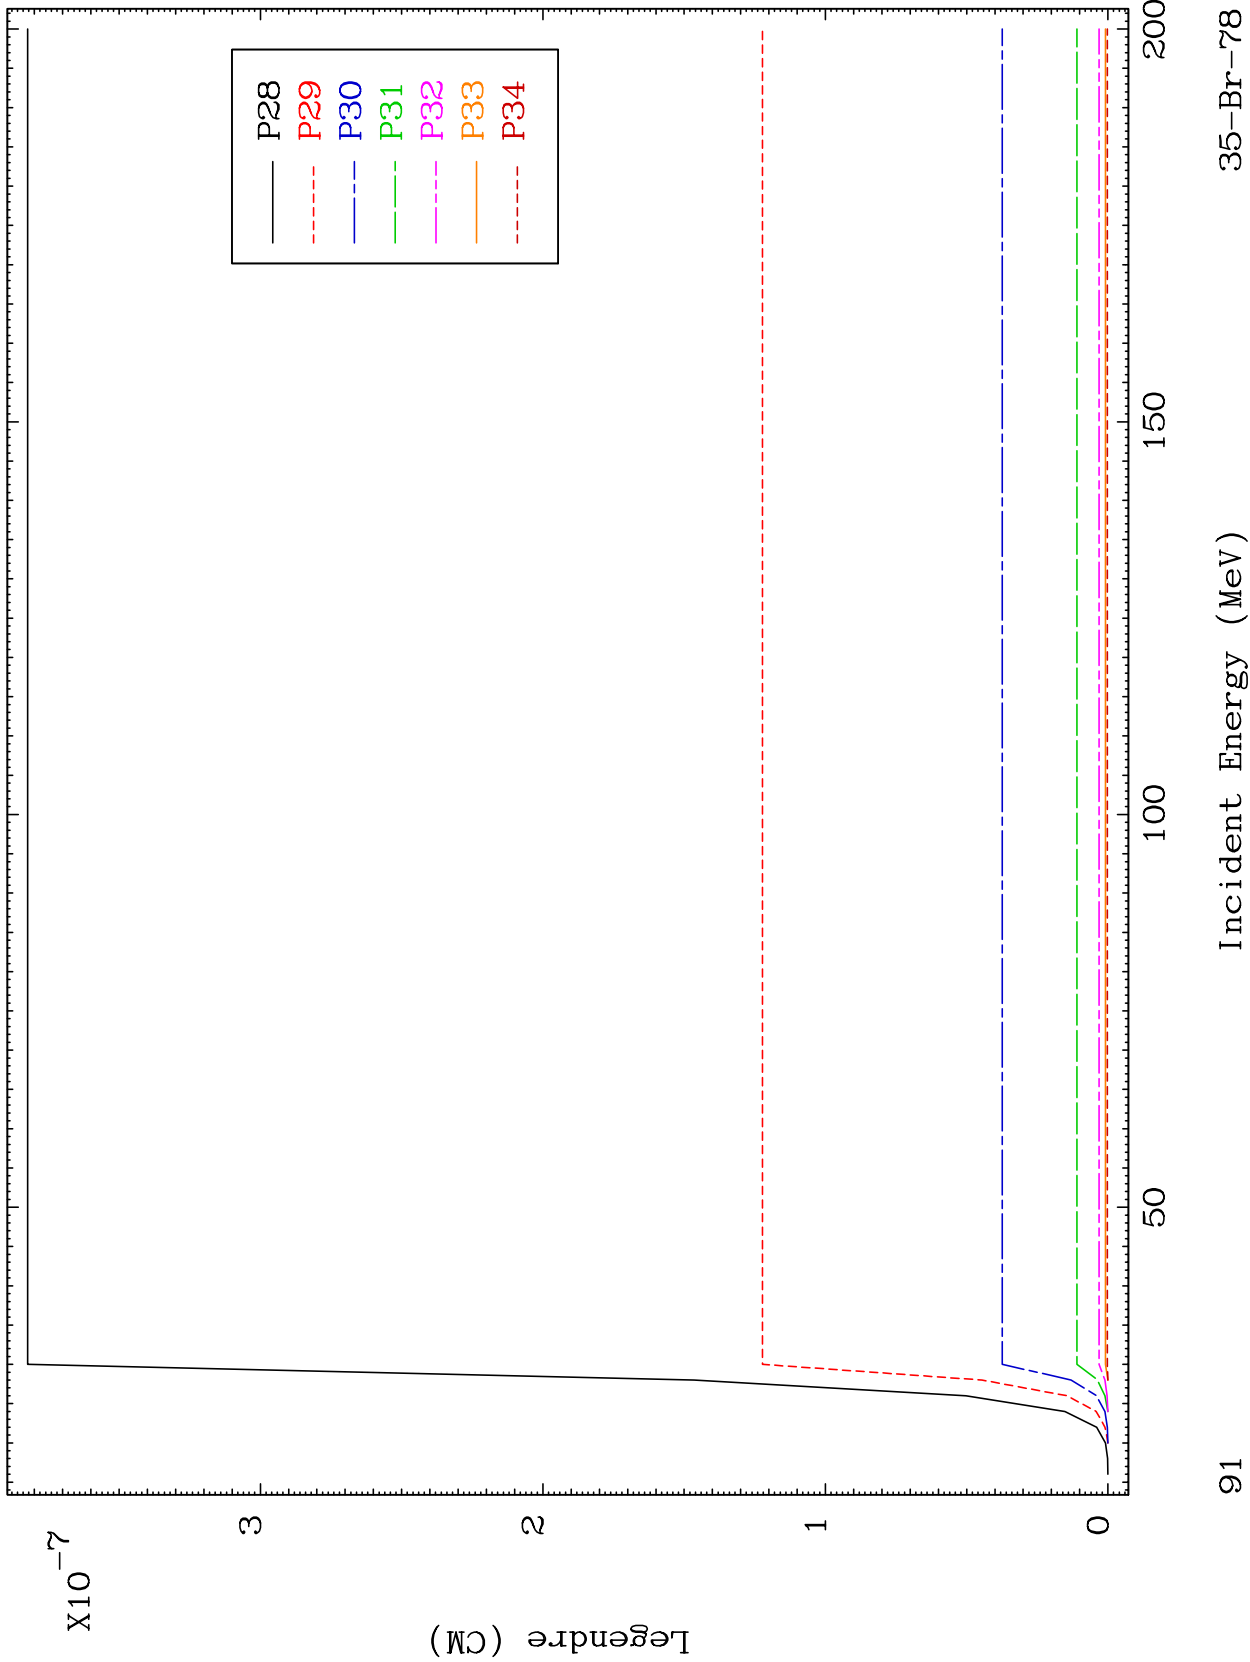 X10-7
3
2
1
0
Legendre (CM)
P28
P29
P30
P31
P32
P33
P34
50
100
150
200
Incident Energy (MeV)
91
35-Br-78